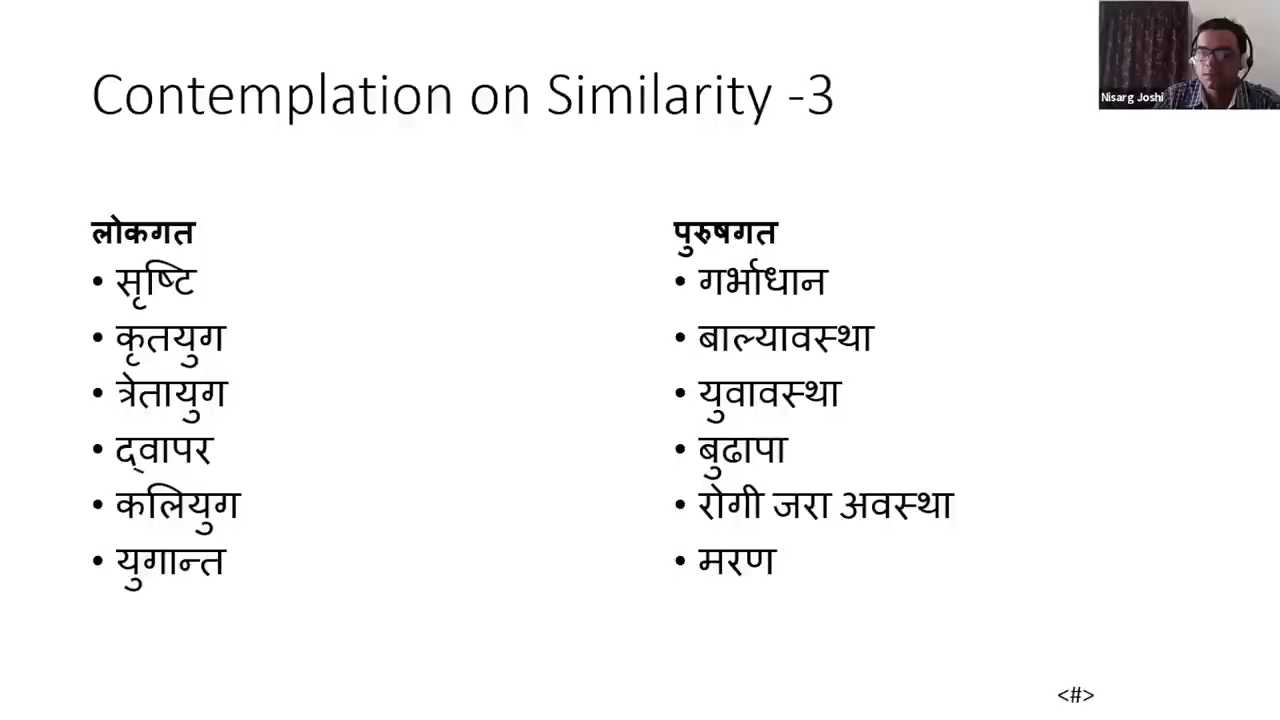 Contemplation on Similarity -3
Nisarg Joshi
लोकगत
• सृष्टि
• कृतयुग
• त्रेतायुग
• द्वापर
• कलियुग
• युगान्त
पुरुषगत
• गर्भाधान
• बाल्यावस्था
• युवावस्था
• बुढापा
• रोगी जरा अवस्था
• मरण
<#>